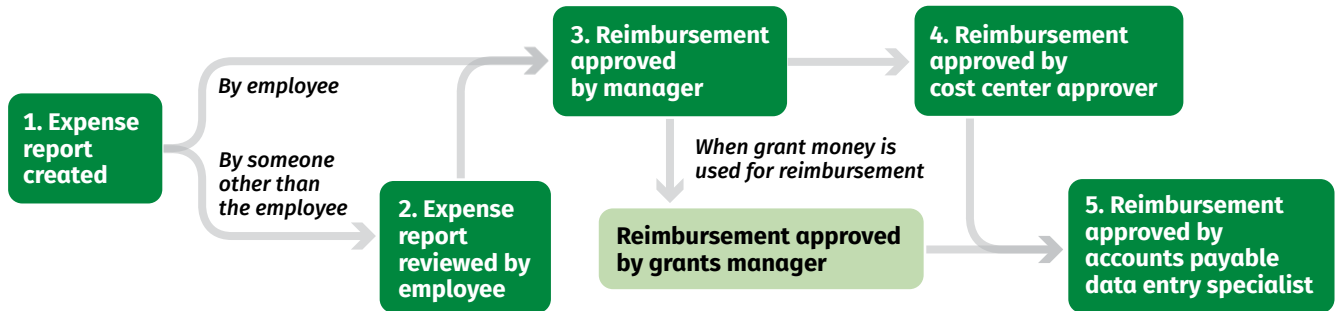 1. Expense
report
created
By employee
By someone
other than
the employee
2. Expense
report
reviewed by
employee
3. Reimbursement
approved
by manager
When grant money is
used for reimbursement
Reimbursement approved
by grants manager
4. Reimbursement
approved by
cost center approver
5. Reimbursement
approved by
accounts payable
data entry specialist